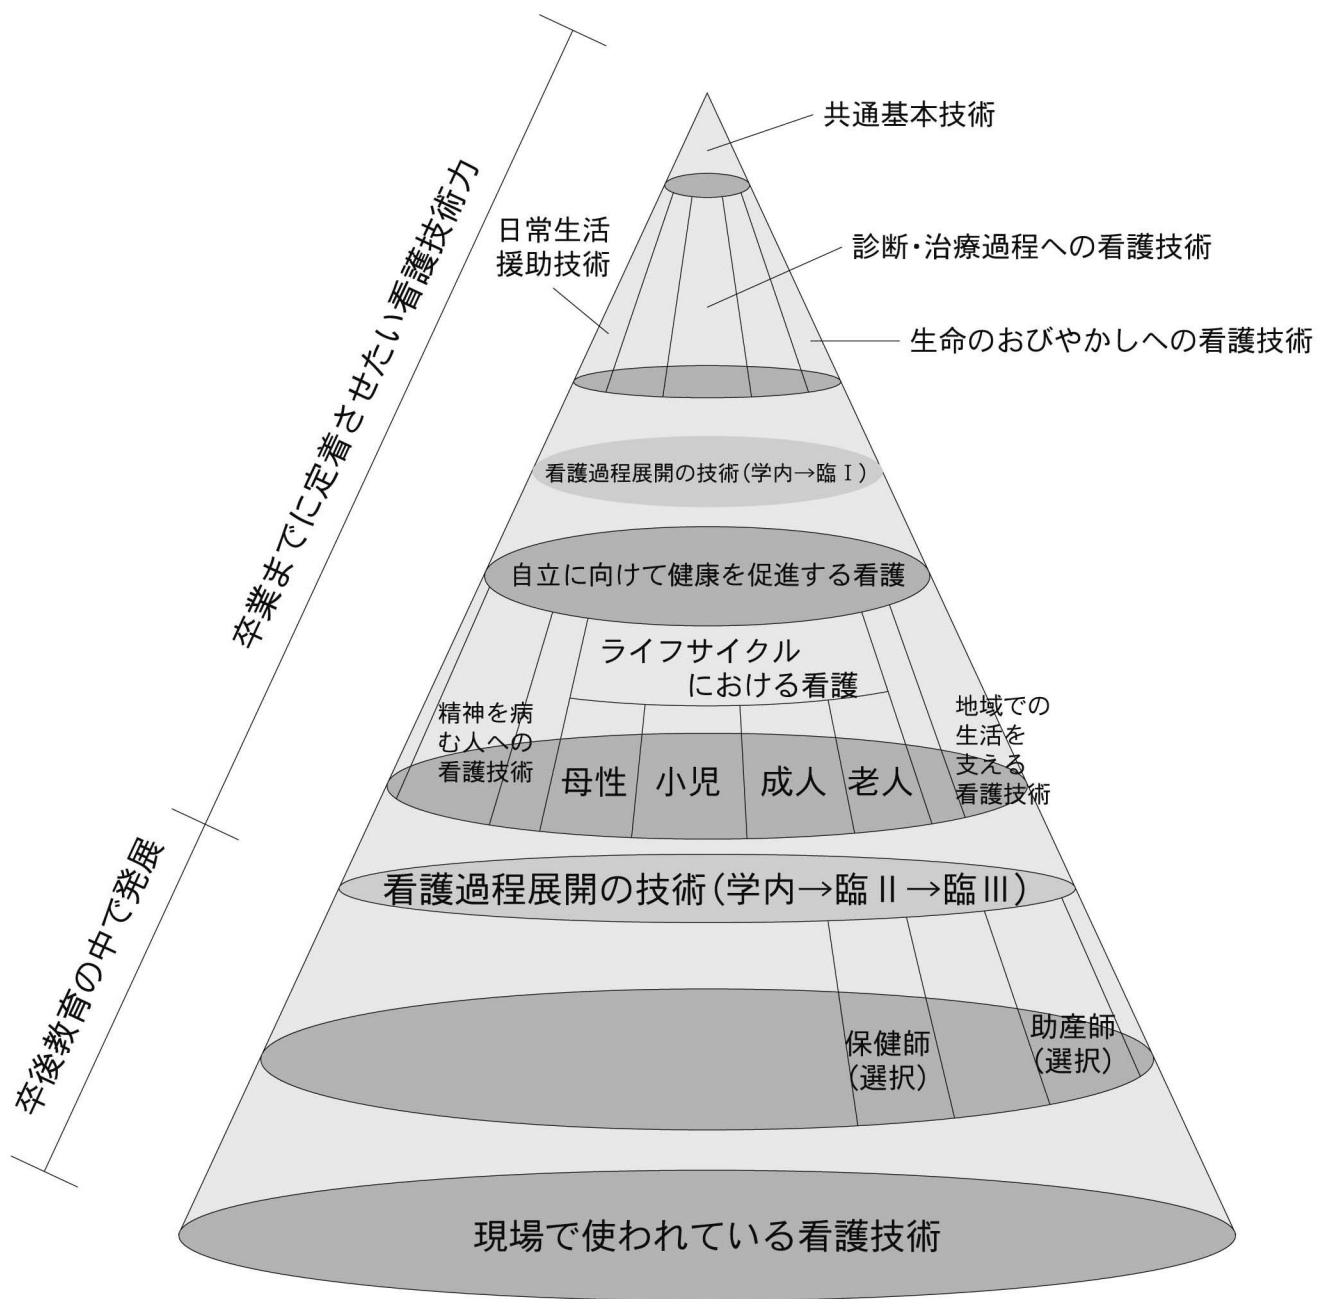 共通基本技術
日常生活
援助技術
診断･治療過程への看護技術
生命のおびやかしへの看護技術
卒業までに定着させたい看護技術力
看護過程展開の技術(学内→臨Ⅰ)
自立に向けて健康を促進する看護
ライフサイクル
における看護
精神を病
む人への
看護技術
母性
小児
成人
老人
地域での
生活を
支える
看護技術
卒後教育の中で発展
看護過程展開の技術(学内→臨Ⅱ→臨Ⅲ)
保健師
(選択)
助産師
(選択)
現場で使われている看護技術